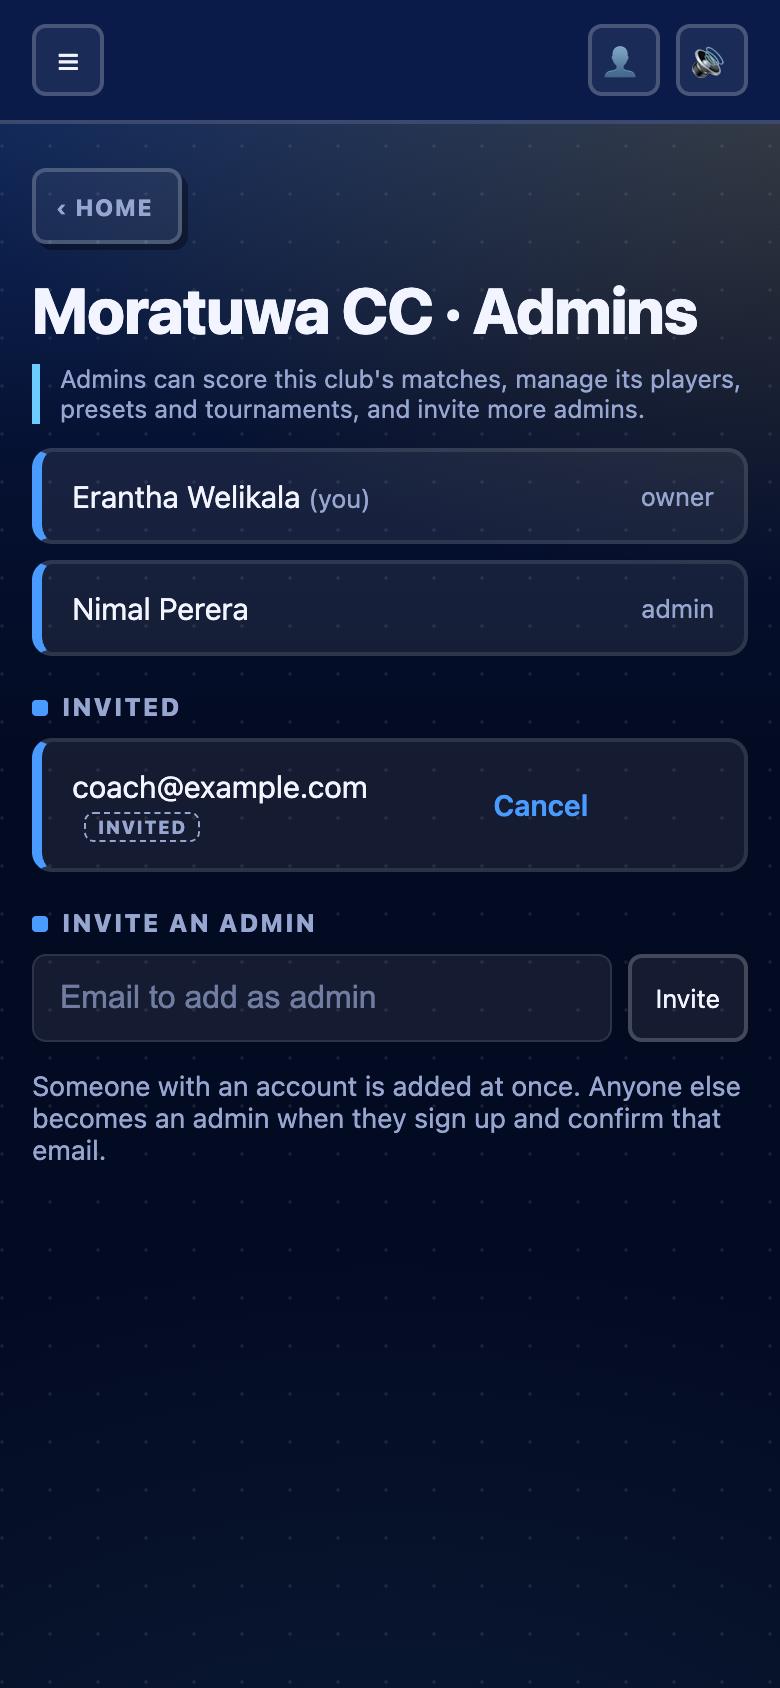 ‹ HOME
Moratuwa CC · Admins
Admins can score this club's matches, manage its players,
presets and tournaments, and invite more admins.
Erantha Welikala (you) owner
Nimal Perera admin
INVITED
coach@example.com
INVITED
Cancel
INVITE AN ADMIN
Email to add as admin Invite
Someone with an account is added at once. Anyone else
becomes an admin when they sign up and confirm that
email.